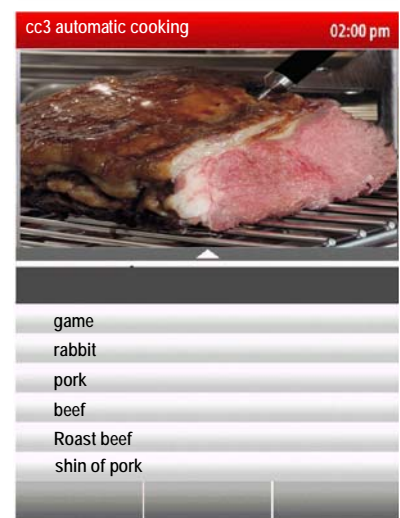 cc3 automatic cooking
02:00 pm
game
rabbit
pork
beef
Roast beef
shin of pork